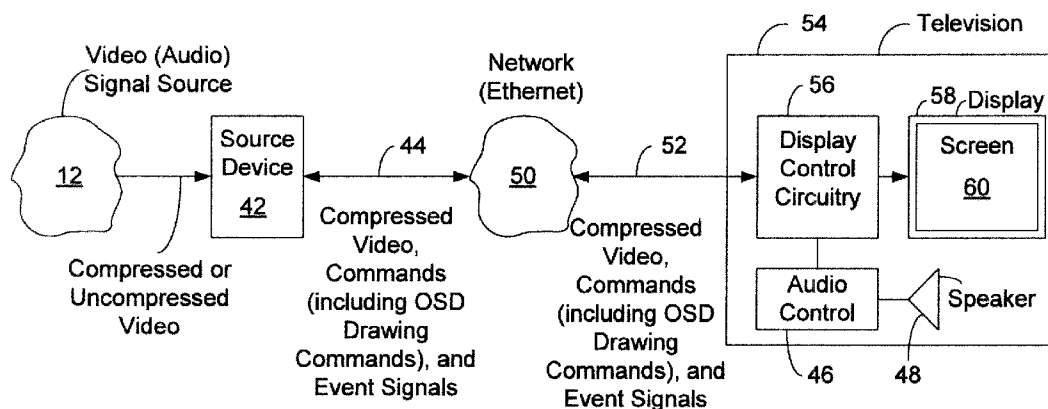 Video (Audio)
Signal Source
12
Compressed or
Uncompressed
Video
Source
Device
42
44
Compressed
Video,
Commands
(including OSD
Drawing
Commands), and
Event Signals
Network
(Ethernet)
50
52
Compressed
Video,
Commands
(including OSD
Drawing
Commands), and
Event Signals
54
Television
56
Display
Control
Circuitry
58
Display
Screen
60
Audio
Control
46
Speaker
48